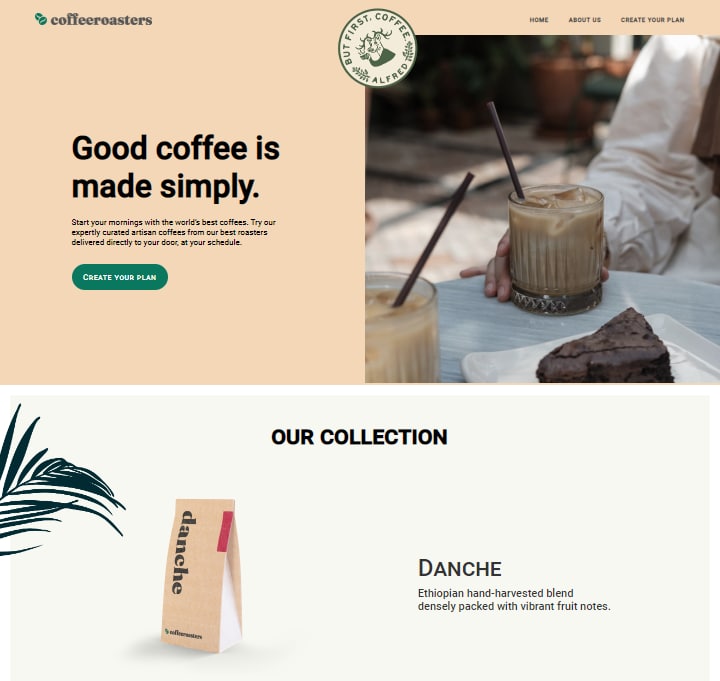 coffeeroasters
BUT FIRST, COFFEE.
ALFRED
HOME ABOUT US CREATE YOUR PLAN
Good coffee is
made simply.
Start your mornings with the world's best coffees. Try our
expertly curated artisan coffees from our best roasters
delivered directly to your door, at your schedule.
CREATE YOUR PLAN
OUR COLLECTION
danche
coffeeroasters
DANCHE
Ethiopian hand-harvested blend
densely packed with vibrant fruit notes.